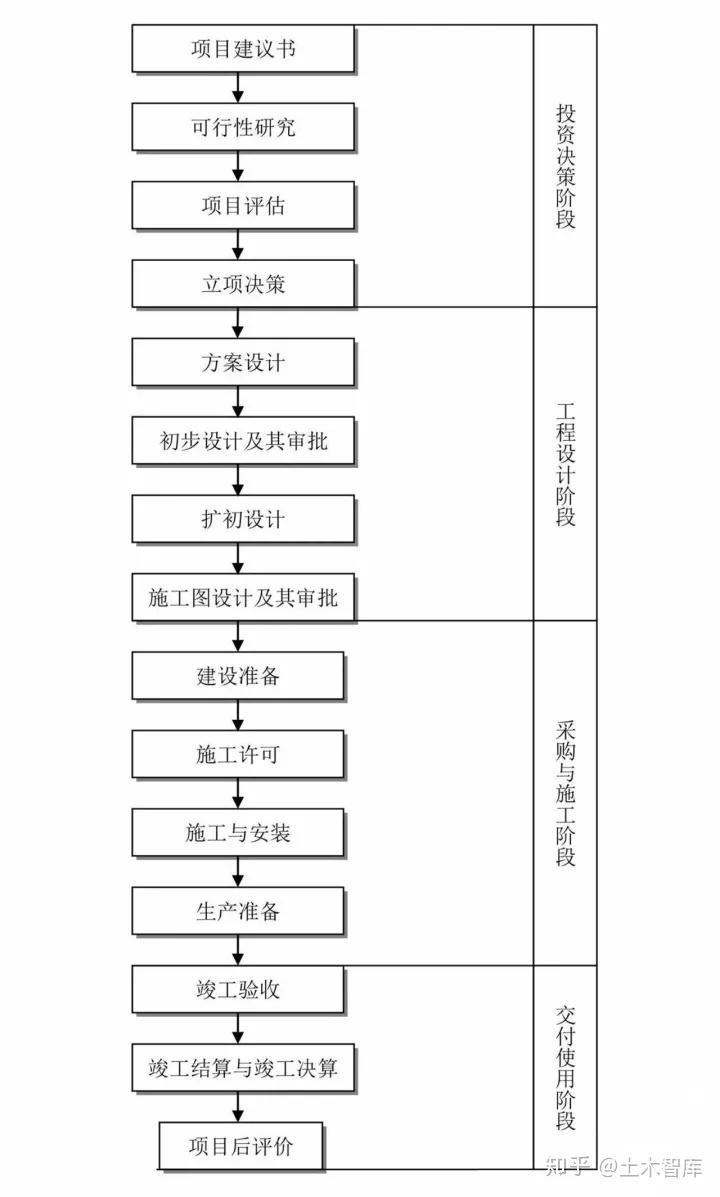 项目建议书
可行性研究
项目评估
立项决策
投资决策阶段
方案设计
初步设计及其审批
扩初设计
施工图设计及其审批
工程设计阶段
建设准备
施工许可
施工与安装
生产准备
采购与施工阶段
竣工验收
竣工结算与竣工决算
项目后评价
交付使用阶段
知乎 @土木智库